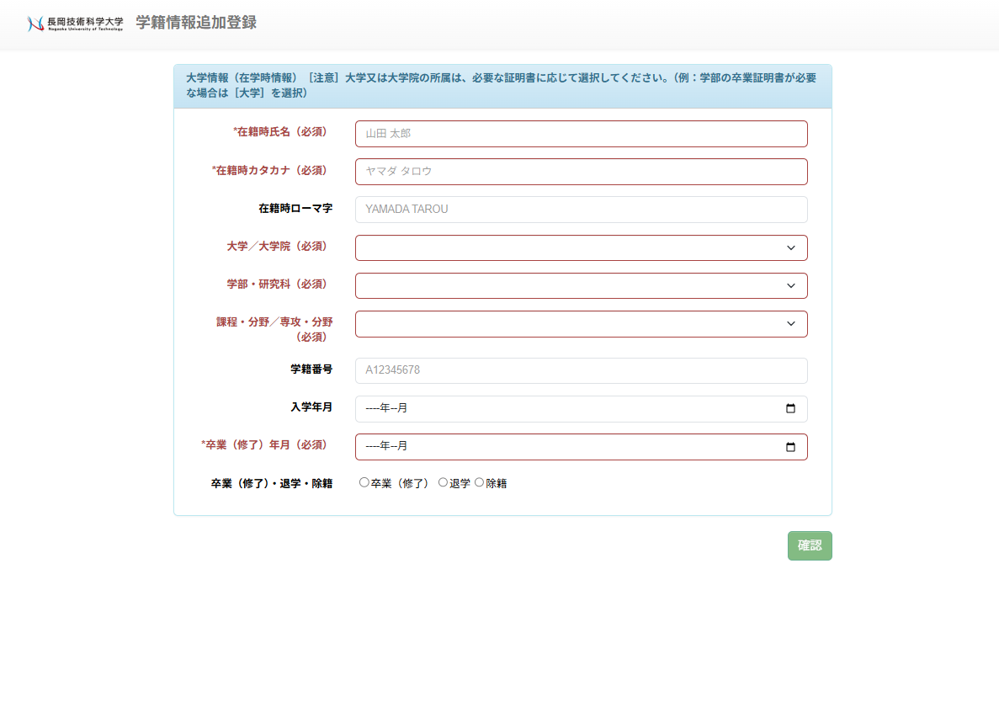 長岡技術科学大学 学籍情報追加登録
Nagaoka University of Technology
大学情報（在学時情報）［注意］大学又は大学院の所属は、必要な証明書に応じて選択してください。（例：学部の卒業証明書が必要
な場合は［大学］を選択）
*在籍時氏名（必須） 山田 太郎
*在籍時カタカナ（必須） ヤマダ タロウ
在籍時ローマ字 YAMADA TAROU
大学／大学院（必須）
学部・研究科（必須）
課程・分野／専攻・分野
（必須）
学籍番号 A12345678
入学年月 ----年--月
*卒業（修了）年月（必須） ----年--月
卒業（修了）・退学・除籍 卒業（修了） 退学 除籍
確認